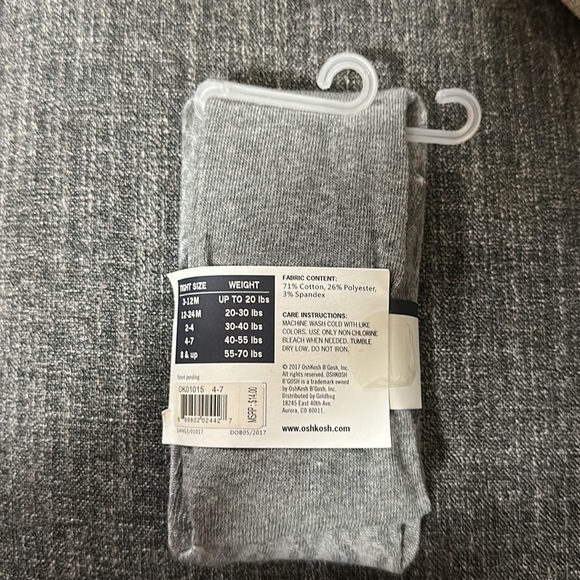 TIGHT SIZE WEIGHT
3-12M UP TO 20 lbs
12-24M 20-30 lbs
2-4 30-40 lbs
4-7 40-55 lbs
8 & up 55-70 lbs
Patent pending
OK01015 4-7
MSRP: $14.00
99802 02442 7
DOB05/2017
FABRIC CONTENT:
71% Cotton, 26% Polyester,
3% Spandex
CARE INSTRUCTIONS:
MACHINE WASH COLD WITH LIKE
COLORS. USE ONLY NON-CHLORINE
BLEACH WHEN NEEDED. TUMBLE
DRY LOW. DO NOT IRON.
© 2017 OshKosh B'Gosh, Inc.
All rights reserved. OSHKOSH
B'GOSH is a trademark owned
by OshKosh B'Gosh, Inc.
Distributed by Goldbug
18245 East 40th Ave.
Aurora, CO 80011
www.oshkosh.com